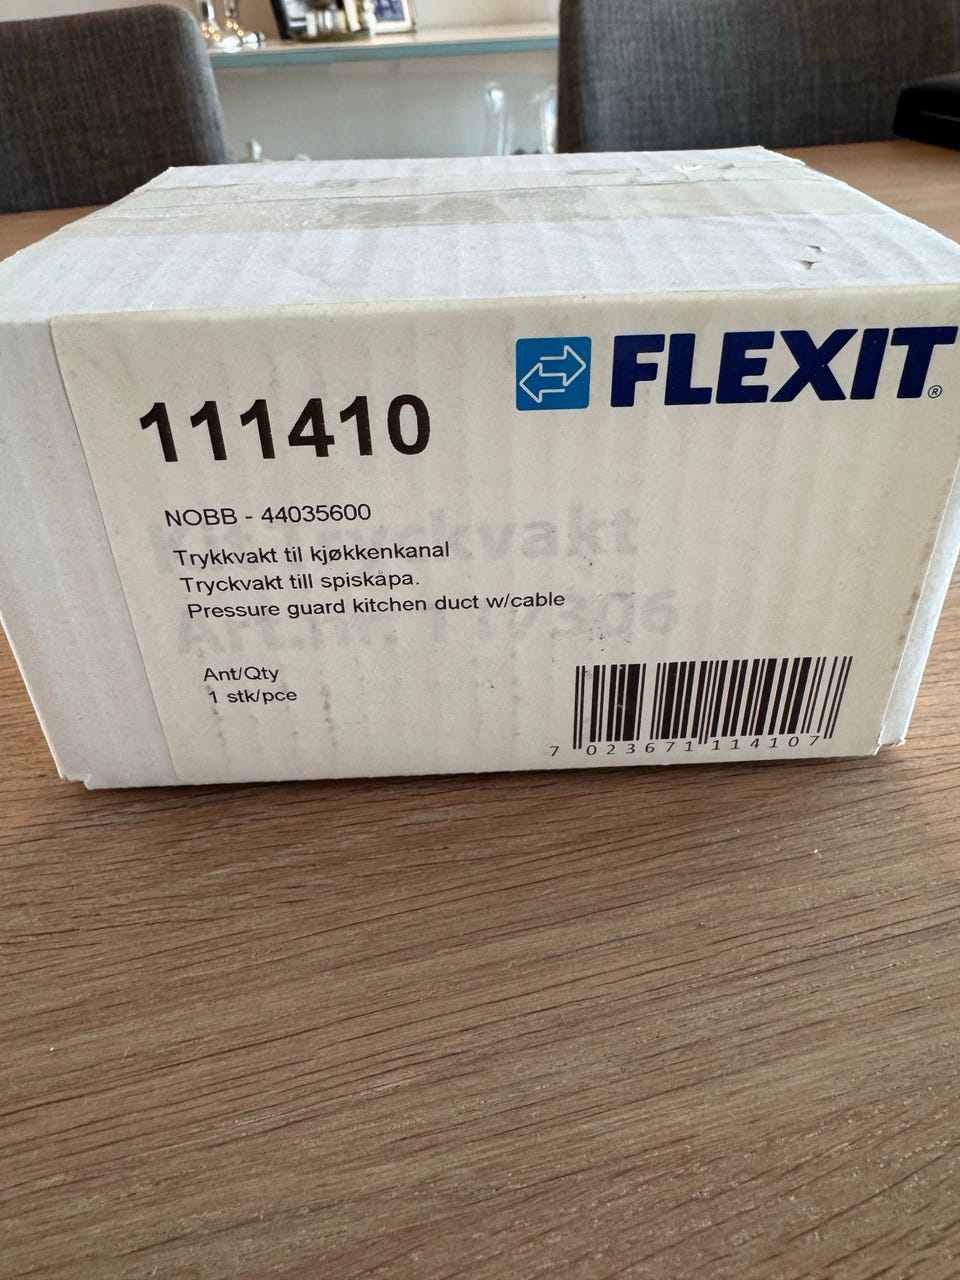 FLEXIT®
111410
NOBB - 44035600
Trykkvakt til kjøkkenkanal
Tryckvakt till spiskåpa.
Pressure guard kitchen duct w/cable
Ant/Qty
1 stk/pce
7 023671 114107